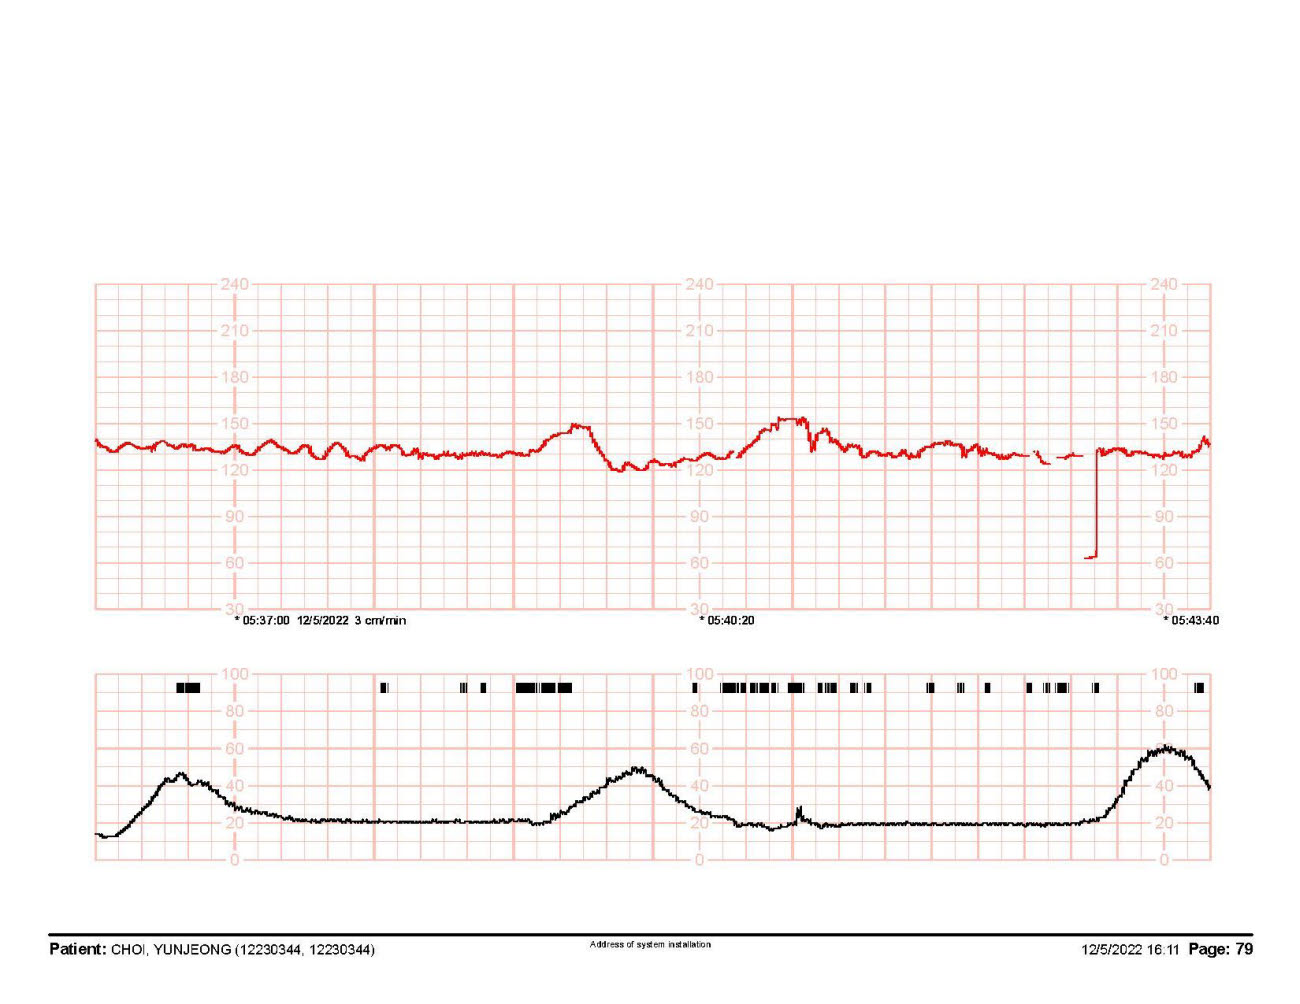 240 240 240
210 210 210
180 180 180
150 150 150
120 120 120
90 90 90
60 60 60
30 30 30
* 05:37:00 12/5/2022 3 cm/min * 05:40:20 * 05:43:40
100 100 100
80 80 80
60 60 60
40 40 40
20 20 20
0 0 0
Patient: CHOI, YUNJEONG (12230344, 12230344) Address of system installation 12/5/2022 16:11 Page: 79